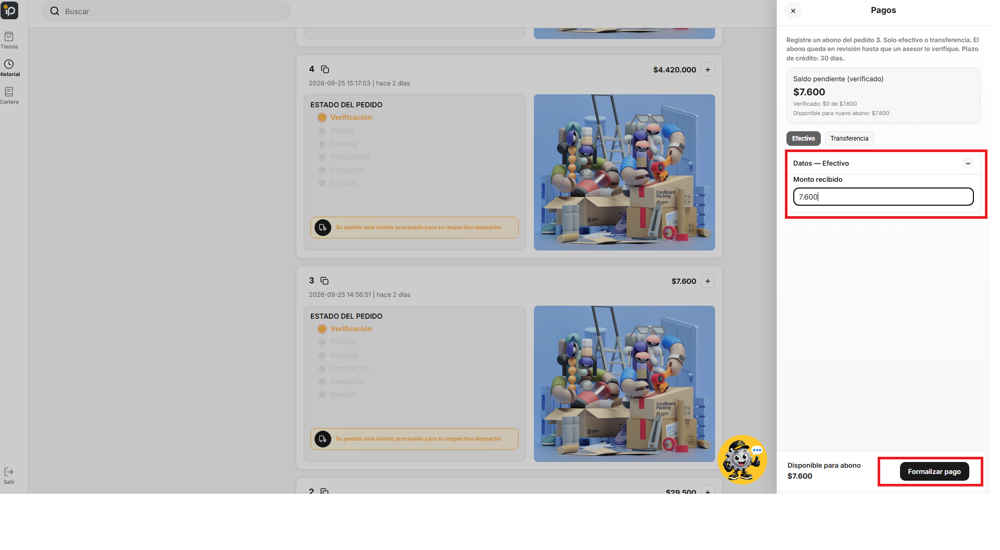 ip
Buscar
Tienda
Historial
Cartera
Salir
4
$4.420.000
+
2026-09-25 15:17:03 | hace 2 días
ESTADO DEL PEDIDO
Verificación
Picking
Packing
Facturación
Despacho
Enviado
Su pedido está siendo procesado para su respectivo despacho
CardBoard
Packing
3
$7.600
+
2026-09-25 14:56:51 | hace 2 días
ESTADO DEL PEDIDO
Verificación
Picking
Packing
Facturación
Despacho
Enviado
Su pedido está siendo procesado para su respectivo despacho
CardBoard
Packing
2
$29.500
+
Pagos
Registre un abono del pedido 3. Solo efectivo o transferencia. El
abono queda en revisión hasta que un asesor lo verifique. Plazo
de crédito: 30 días.
Saldo pendiente (verificado)
$7.600
Verificado: $0 de $7.600
Disponible para nuevo abono: $7.600
Efectivo
Transferencia
Datos — Efectivo
Monto recibido
7.600
Disponible para abono
$7.600
Formalizar pago